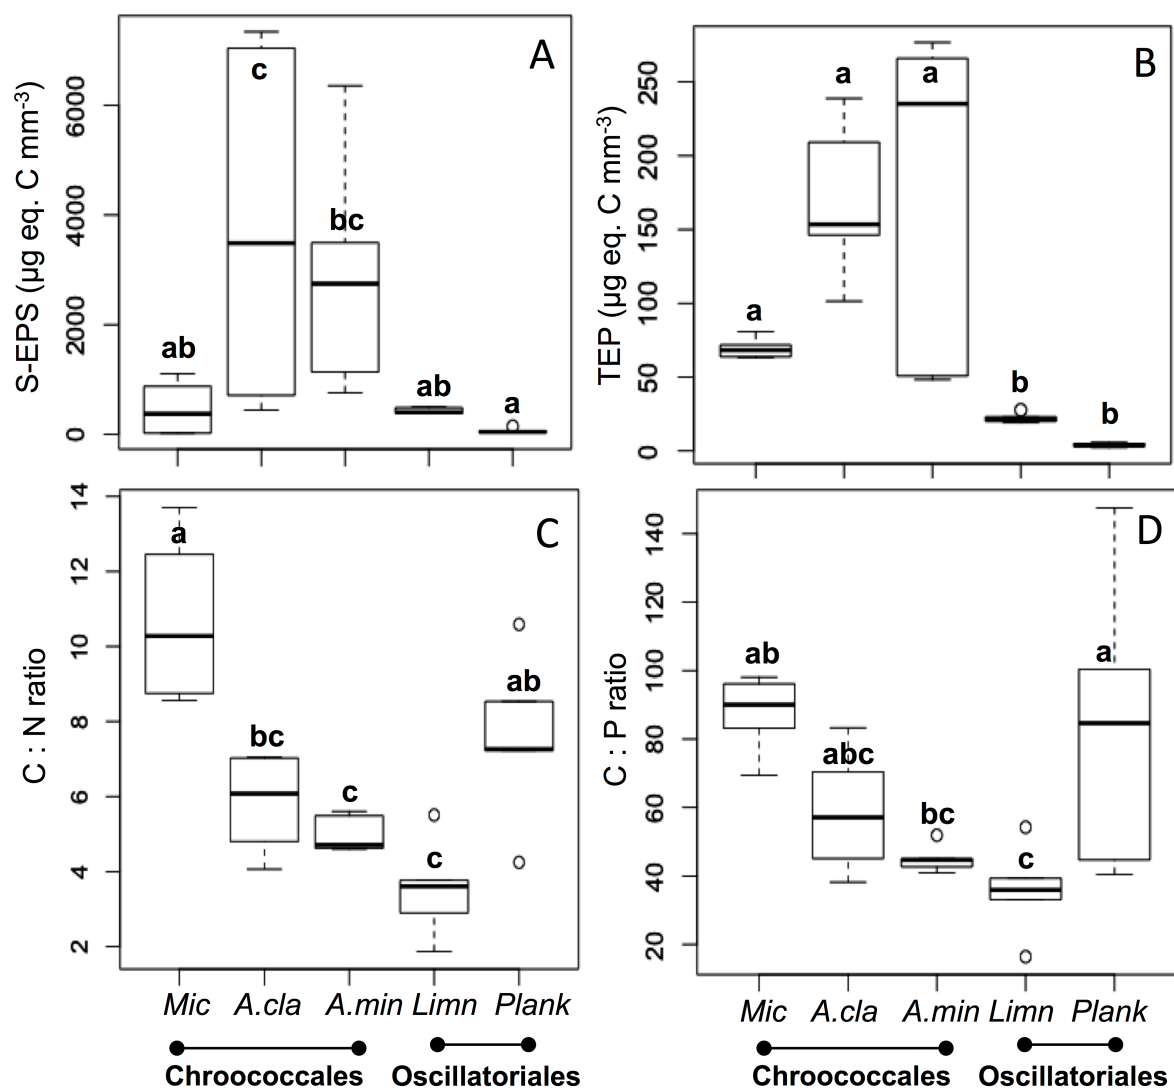 A
S-EPS (µg eq. C mm-3)
6000
4000
2000
0
ab
c
bc
ab
a
B
TEP (µg eq. C mm-3)
250
200
150
100
50
0
a
a
a
b
b
C
C : N ratio
14
12
10
8
6
4
2
a
bc
c
c
ab
Mic A.cla A.min Limn Plank
Chroococcales Oscillatoriales
D
C : P ratio
140
120
100
80
60
40
20
ab
abc
bc
c
a
Mic A.cla A.min Limn Plank
Chroococcales Oscillatoriales